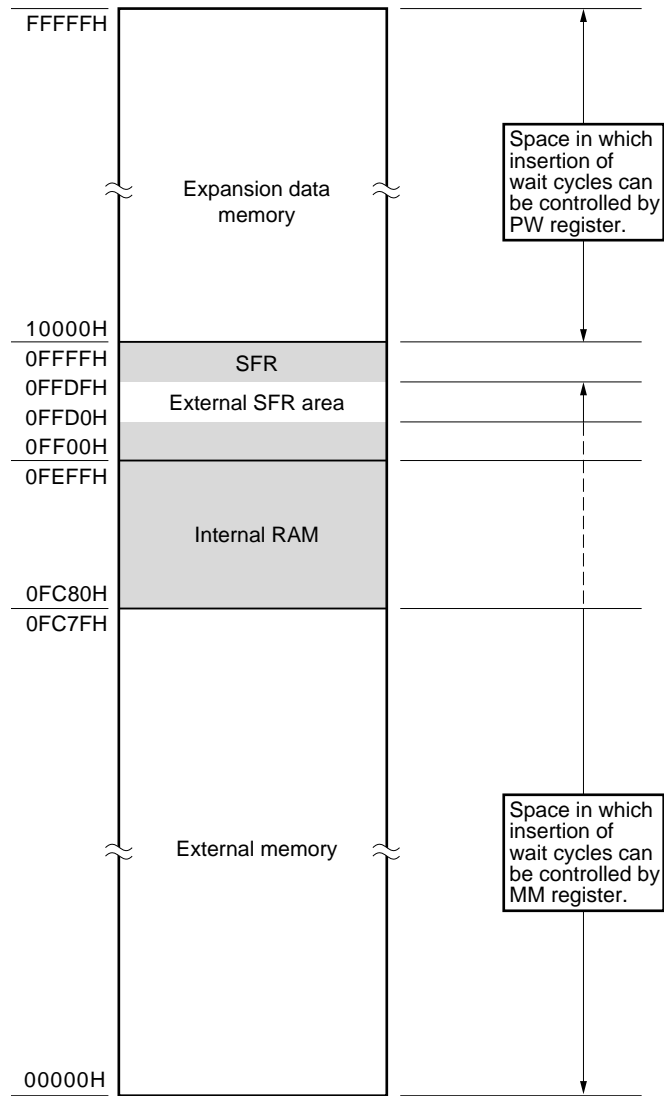 FFFFFH
Space in which
insertion of
wait cycles can
be controlled by
PW register.
Expansion data
memory
10000H
0FFFFH
SFR
0FFDFH
External SFR area
0FFD0H
0FF00H
0FEFFH
Internal RAM
0FC80H
0FC7FH
Space in which
insertion of
wait cycles can
be controlled by
MM register.
External memory
00000H